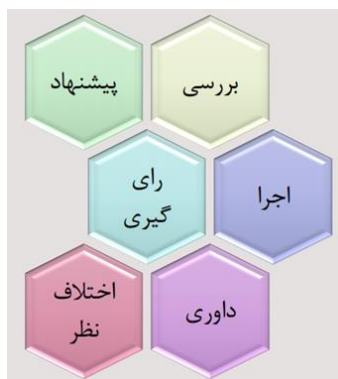 پیشنهاد
بررسی
رای
گیری
اجرا
اختلاف
نظر
داوری